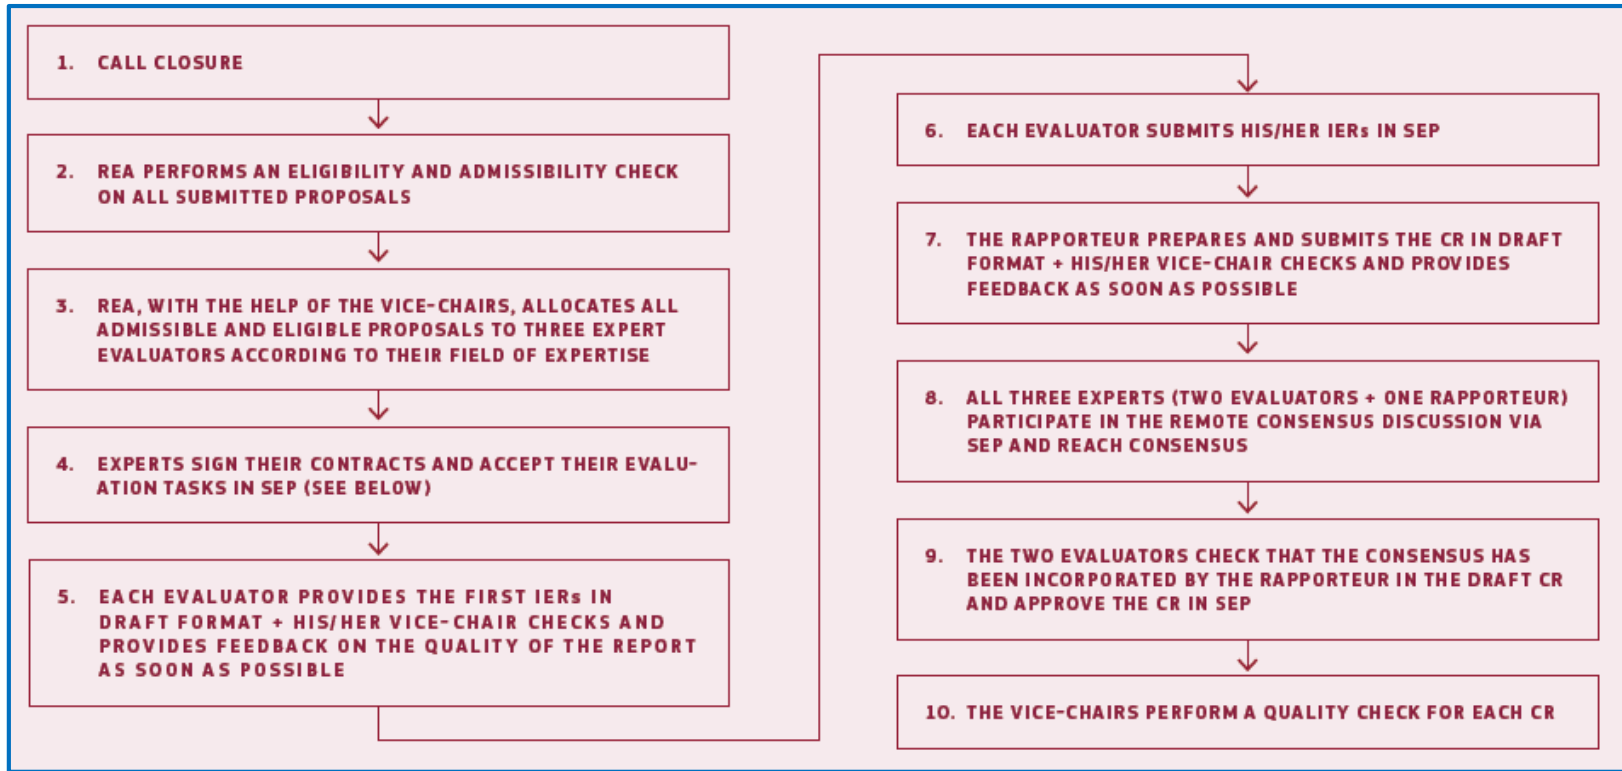 1. CALL CLOSURE
2. REA PERFORMS AN ELIGIBILITY AND ADMISSIBILITY CHECK
ON ALL SUBMITTED PROPOSALS
3. REA, WITH THE HELP OF THE VICE-CHAIRS, ALLOCATES ALL
ADMISSIBLE AND ELIGIBLE PROPOSALS TO THREE EXPERT
EVALUATORS ACCORDING TO THEIR FIELD OF EXPERTISE
4. EXPERTS SIGN THEIR CONTRACTS AND ACCEPT THEIR EVALU-
ATION TASKS IN SEP (SEE BELOW)
5. EACH EVALUATOR PROVIDES THE FIRST IERs IN
DRAFT FORMAT + HIS/HER VICE-CHAIR CHECKS AND
PROVIDES FEEDBACK ON THE QUALITY OF THE REPORT
AS SOON AS POSSIBLE
6. EACH EVALUATOR SUBMITS HIS/HER IERs IN SEP
7. THE RAPPORTEUR PREPARES AND SUBMITS THE CR IN DRAFT
FORMAT + HIS/HER VICE-CHAIR CHECKS AND PROVIDES
FEEDBACK AS SOON AS POSSIBLE
8. ALL THREE EXPERTS (TWO EVALUATORS + ONE RAPPORTEUR)
PARTICIPATE IN THE REMOTE CONSENSUS DISCUSSION VIA
SEP AND REACH CONSENSUS
9. THE TWO EVALUATORS CHECK THAT THE CONSENSUS HAS
BEEN INCORPORATED BY THE RAPPORTEUR IN THE DRAFT CR
AND APPROVE THE CR IN SEP
10. THE VICE-CHAIRS PERFORM A QUALITY CHECK FOR EACH CR